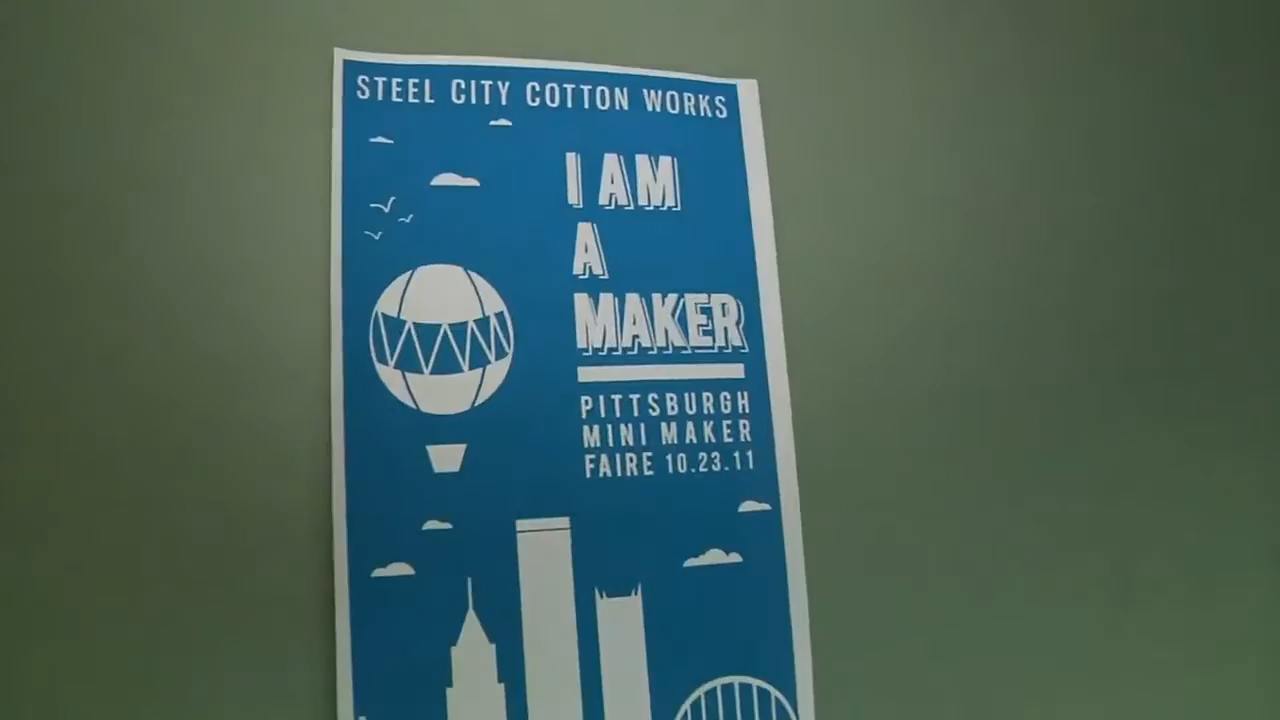 STEEL CITY COTTON WORKS
I AM
A
MAKER
PITTSBURGH
MINI MAKER
FAIRE 10.23.11